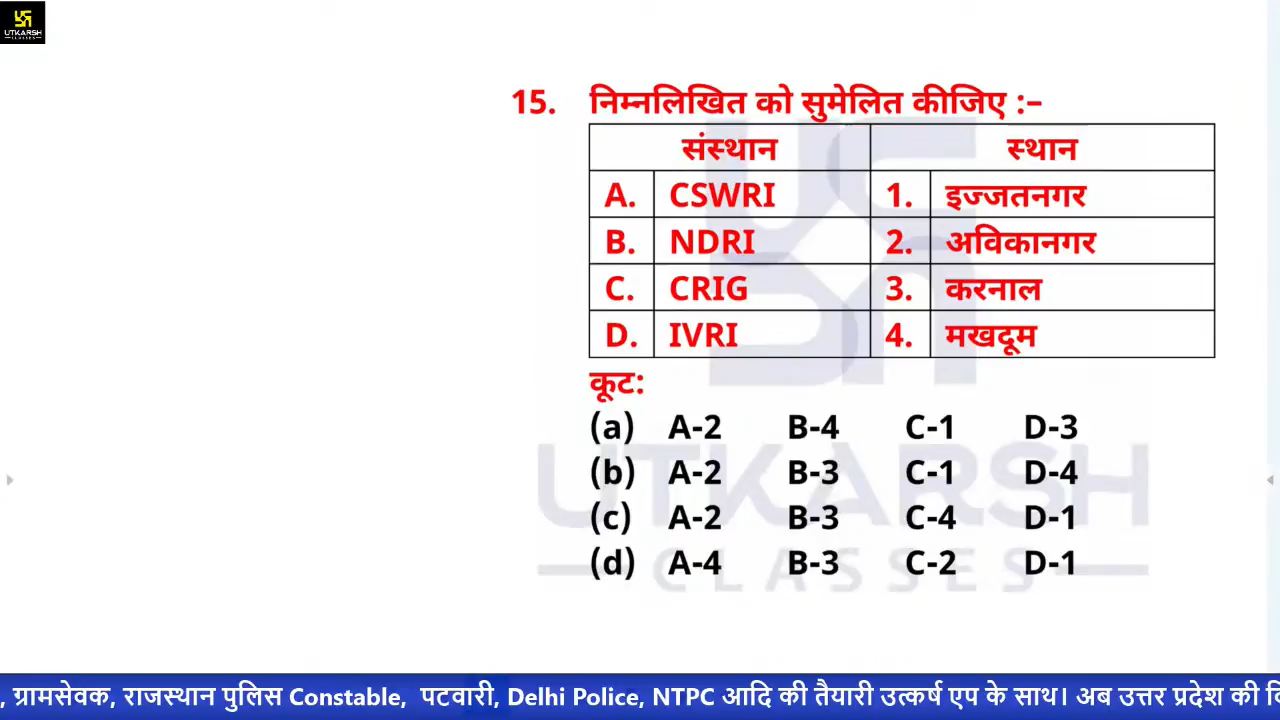 UTKARSH
CLASSES
15. निम्नलिखित को सुमेलित कीजिए :–
संस्थान स्थान
A. CSWRI 1. इज्जतनगर
B. NDRI 2. अविकानगर
C. CRIG 3. करनाल
D. IVRI 4. मखदूम
कूट:
(a) A-2 B-4 C-1 D-3
(b) A-2 B-3 C-1 D-4
(c) A-2 B-3 C-4 D-1
(d) A-4 B-3 C-2 D-1
UTKARSH
CLASSES
, ग्रामसेवक, राजस्थान पुलिस Constable, पटवारी, Delhi Police, NTPC आदि की तैयारी उत्कर्ष एप के साथ। अब उत्तर प्रदेश की